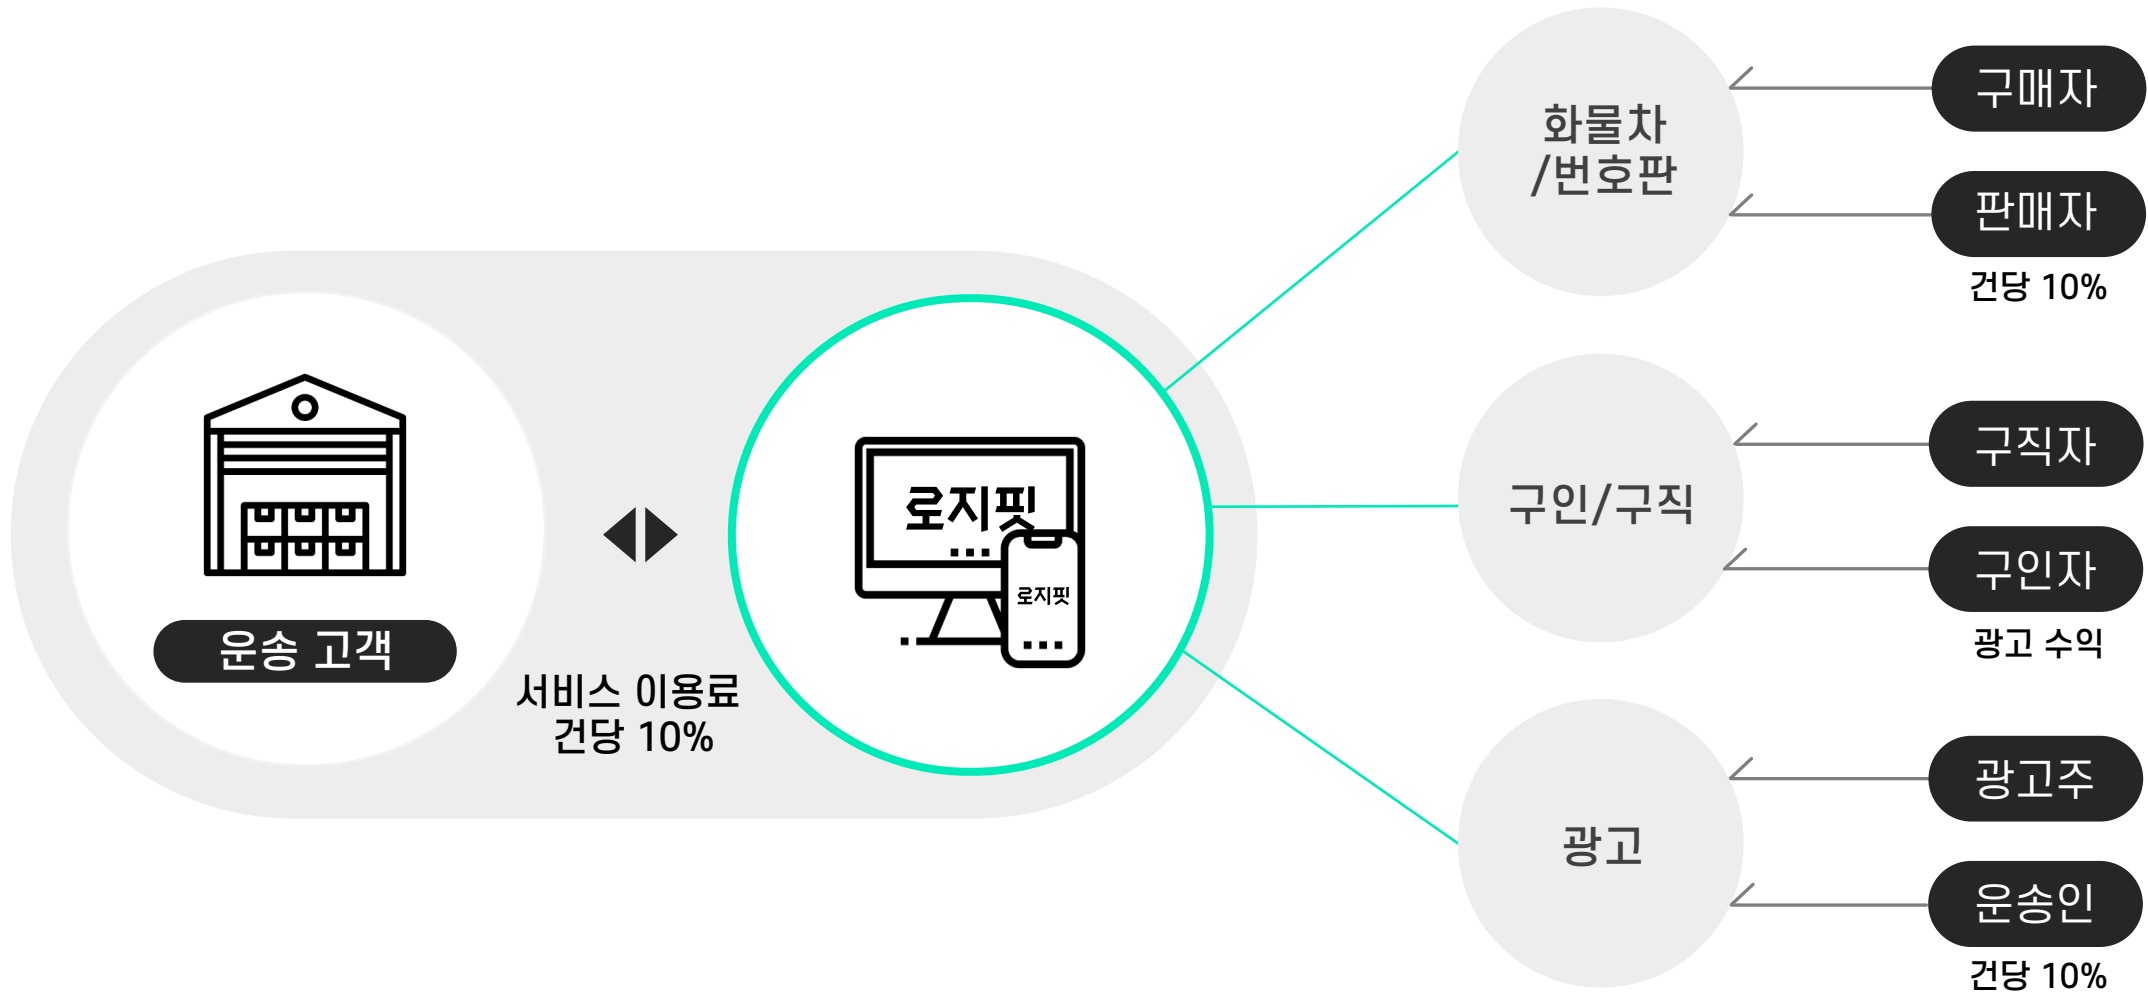 로지핏
로지핏
운송 고객
서비스 이용료
건당 10%
화물차
/번호판
구매자
판매자
건당 10%
구인/구직
구직자
구인자
광고 수익
광고
광고주
운송인
건당 10%